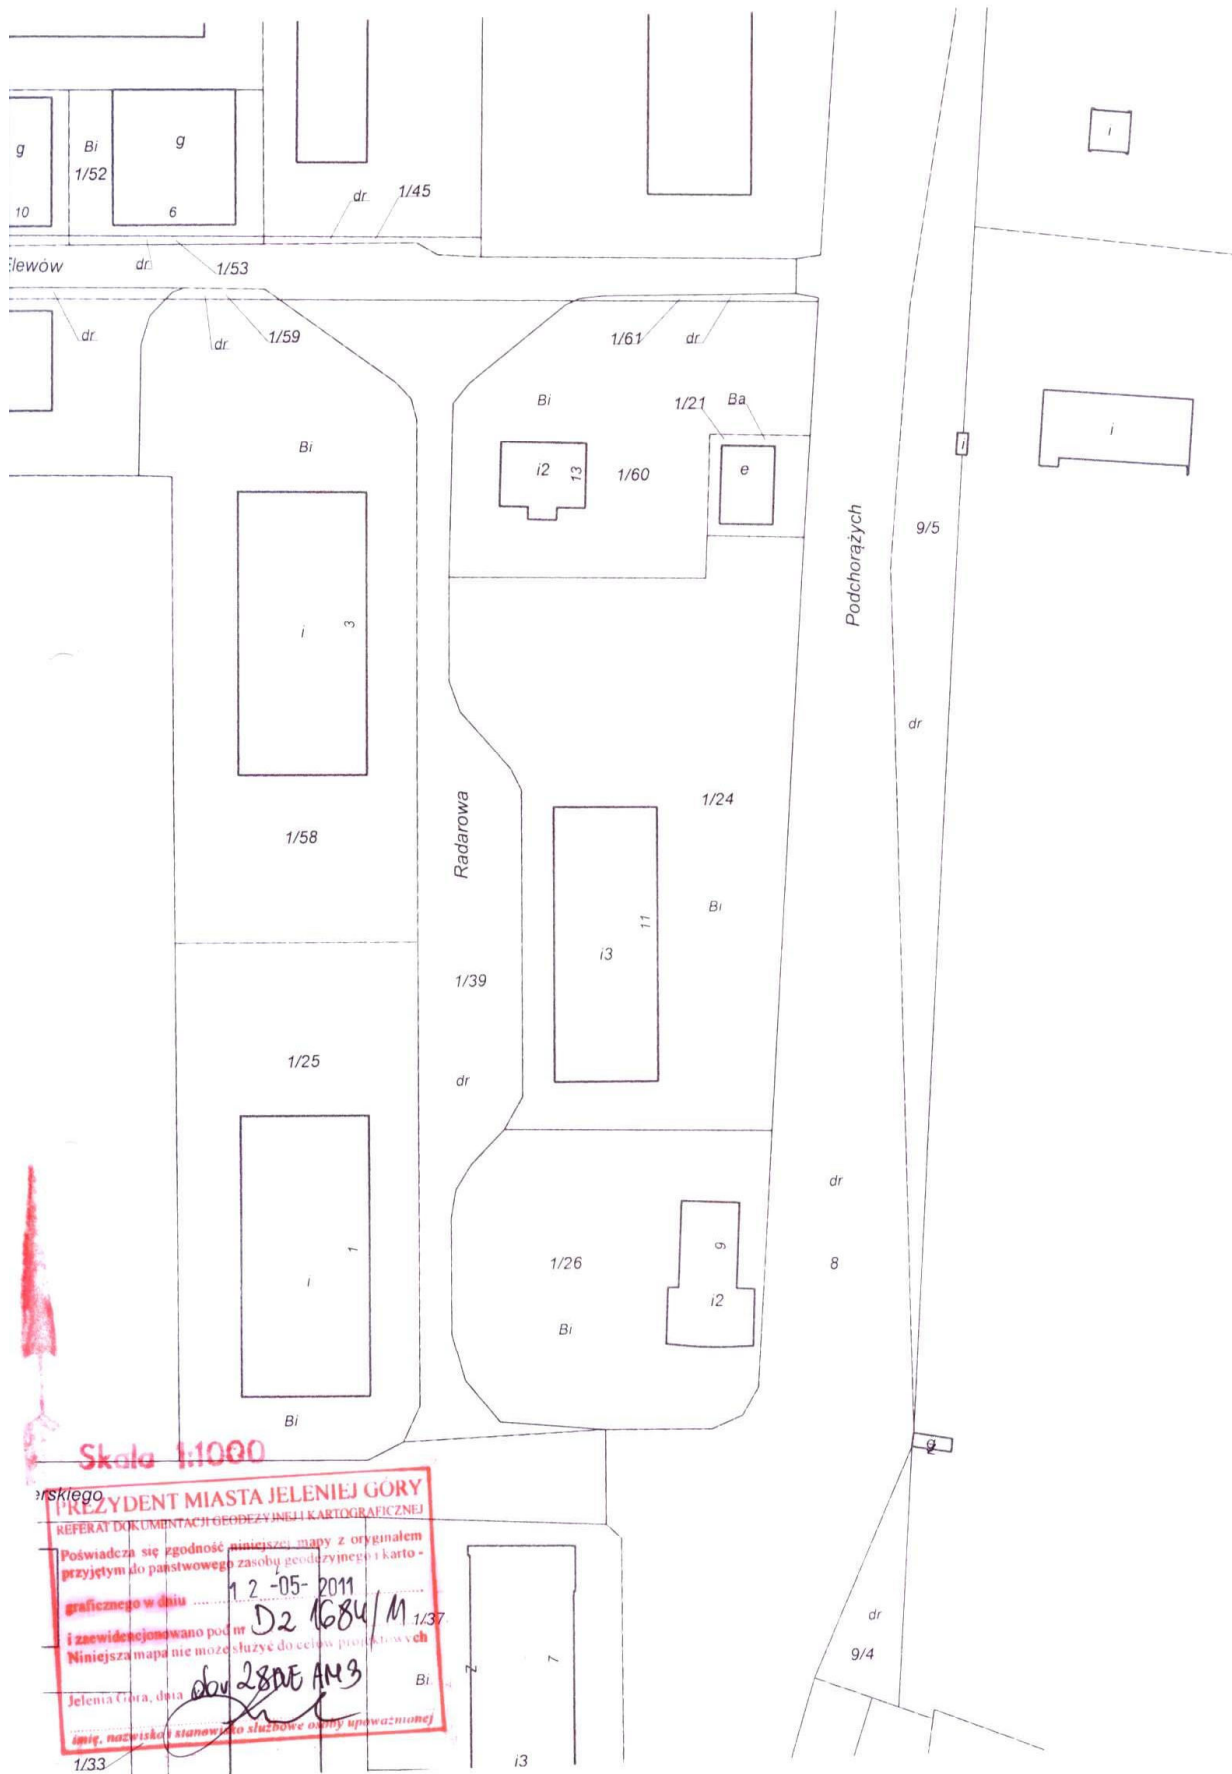 i
g
Bi
g
1/52
10
6
dr.
1/45
dr.
1/53
dr.
dr.
1/59
1/61
dr.
Bi
1/21
Ba
Bi
i2
13
1/60
e
i
i
9/5
Podchorążych
i
3
dr
1/58
Radarowa
1/24
11
Bi
i3
1/39
1/25
dr
dr
1
i
1/26
9
i2
8
Bi
Bi
g
Skala 1:1000
PREZYDENT MIASTA JELENIEJ GÓRY
REFERAT DOKUMENTACJI GEODEZYJNEJ I KARTOGRAFICZNEJ
Poświadcza się zgodność niniejszej mapy z oryginałem
przyjętym do państwowego zasobu geodezyjnego i karto -
graficznego w dniu 12 -05- 2011
i zaewidencjonowano pod nr D2 1684/11
Niniejsza mapa nie może służyć do celów projektowych
Jelenia Góra, dnia obr 28 AM3
imię, nazwisko i stanowisko służbowe osoby upoważnionej
1/37
Bi
7
dr
9/4
1/33
i3